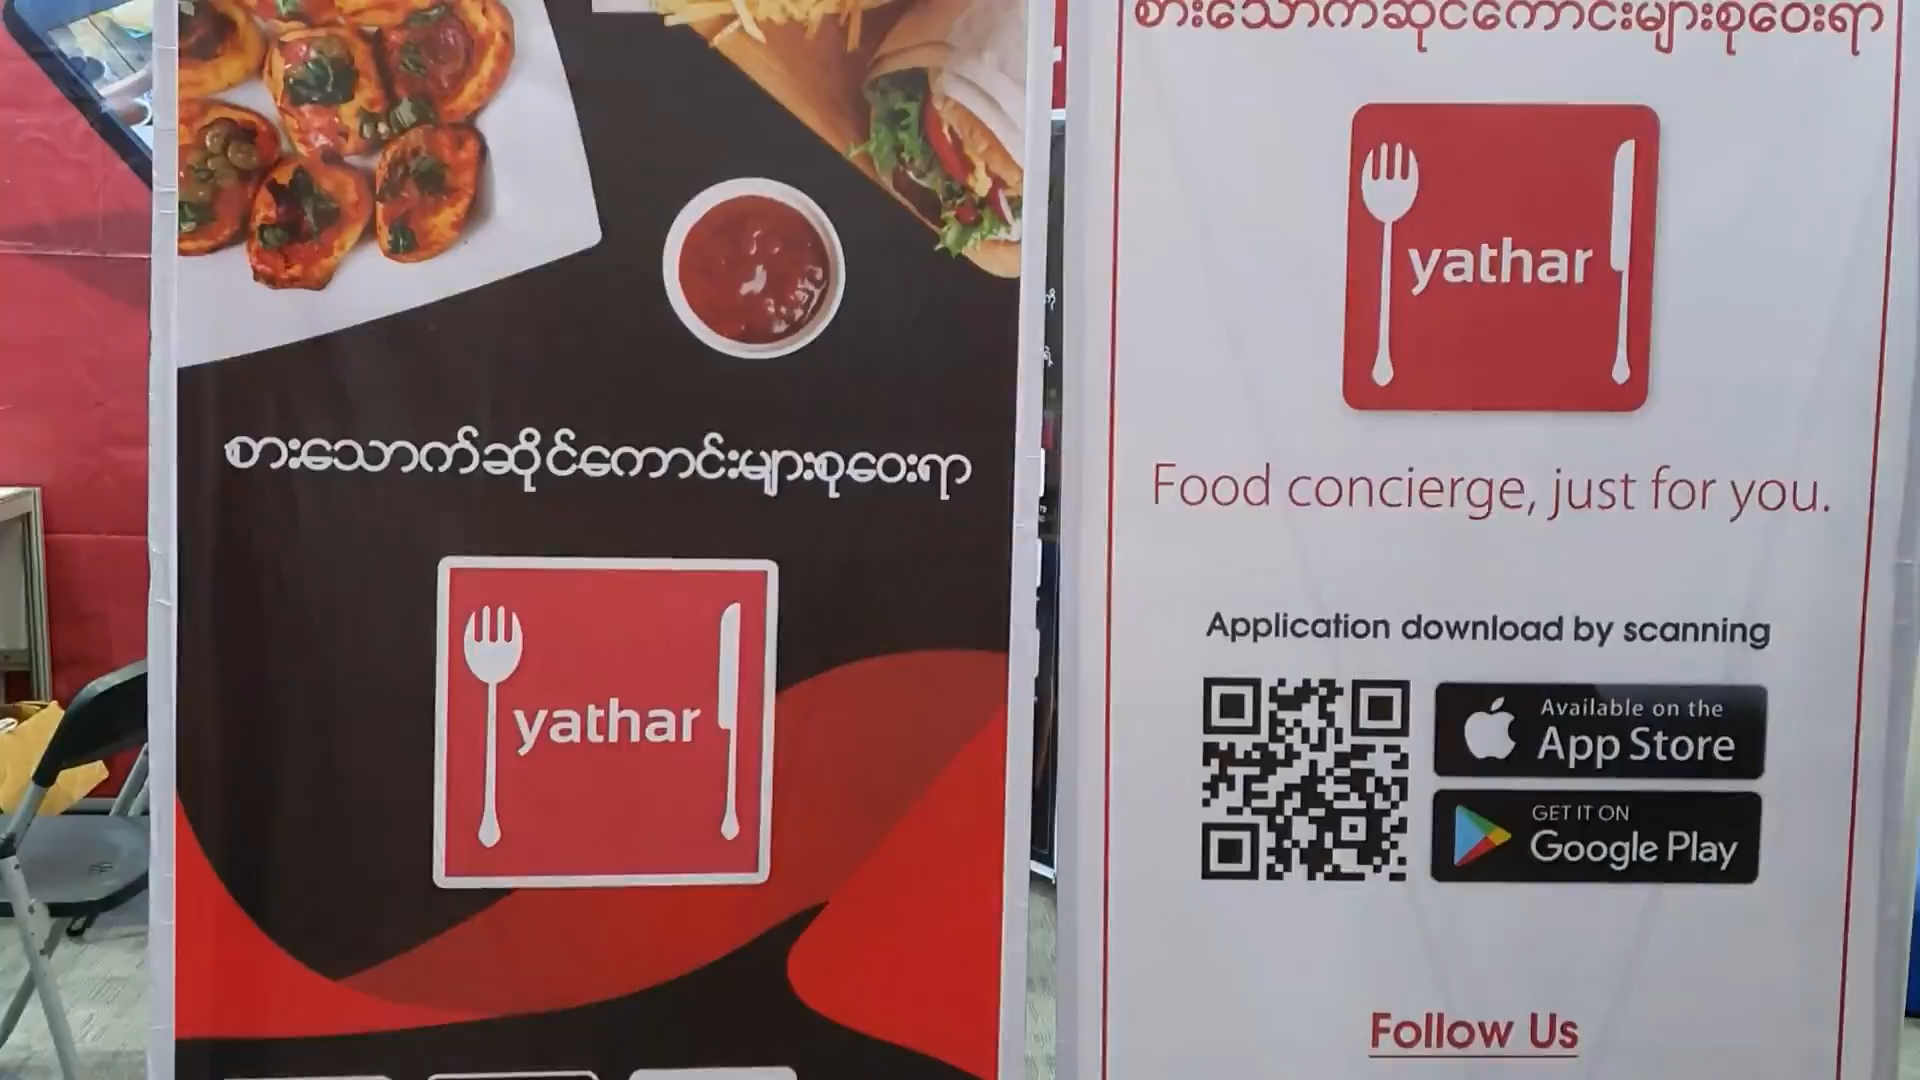 စားသောက်ဆိုင်ကောင်းများစုဝေးရာ
yathar
စားသောက်ဆိုင်ကောင်းများစုဝေးရာ
yathar
Food concierge, just for you.
Application download by scanning
Available on the
App Store
GET IT ON
Google Play
Follow Us